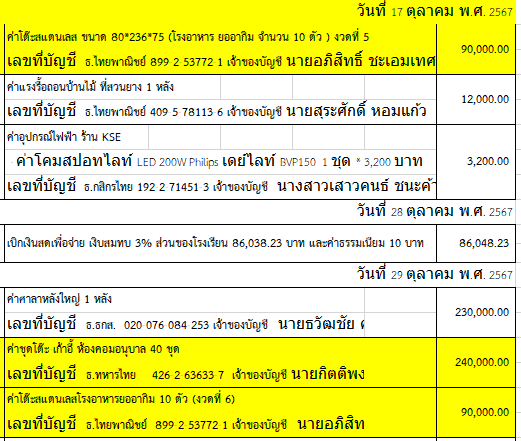 วันที่ 17 ตุลาคม พ.ศ. 2567
ค่าโต๊ะสแตนเลส ขนาด 80*236*75 (โรงอาหาร ยออากิม จำนวน 10 ตัว ) งวดที่ 5
90,000.00
เลขที่บัญชี ธ.ไทยพาณิชย์ 899-2-53772-1 เจ้าของบัญชี นายอภิสิทธิ์ ชะเอมเทศ
ค่าแรงรื้อถอนบ้านไม้ ที่สวนยาง 1 หลัง
12,000.00
เลขที่บัญชี ธ.ไทยพาณิชย์ 409-5-78113-6 เจ้าของบัญชี นายสุระศักดิ์ หอมแก้ว
ค่าอุปกรณ์ไฟฟ้า ร้าน KSE
- ค่าโคมสปอทไลท์ LED 200W Philips เดย์ไลท์ BVP150 1 ชุด * 3,200 บาท
3,200.00
เลขที่บัญชี ธ.กสิกรไทย 192-2-71451-3 เจ้าของบัญชี นางสาวเสาวคนธ์ ชนะค้า
วันที่ 28 ตุลาคม พ.ศ. 2567
เบิกเงินสดเพื่อจ่าย เงิบสมทบ 3% ส่วนของโรงเรียน 86,038.23 บาท และค่าธรรมเนียม 10 บาท
86,048.23
วันที่ 29 ตุลาคม พ.ศ. 2567
ค่าศาลาหลังใหญ่ 1 หลัง
230,000.00
เลขที่บัญชี ธ.ธกส. 020-076-084-253 เจ้าของบัญชี นายธวัฒชัย
ค่าชุดโต๊ะ เก้าอี้ ห้องคอมอนุบาล 40 ชุด
240,000.00
เลขที่บัญชี ธ.ทหารไทย 426-2-63633-7 เจ้าของบัญชี นายกิตติพง
ค่าโต๊ะสแตนเลสโรงอาหารยออากิม 10 ตัว (งวดที่ 6)
90,000.00
เลขที่บัญชี ธ.ไทยพาณิชย์ 899-2-53772-1 เจ้าของบัญชี นายอภิสิท